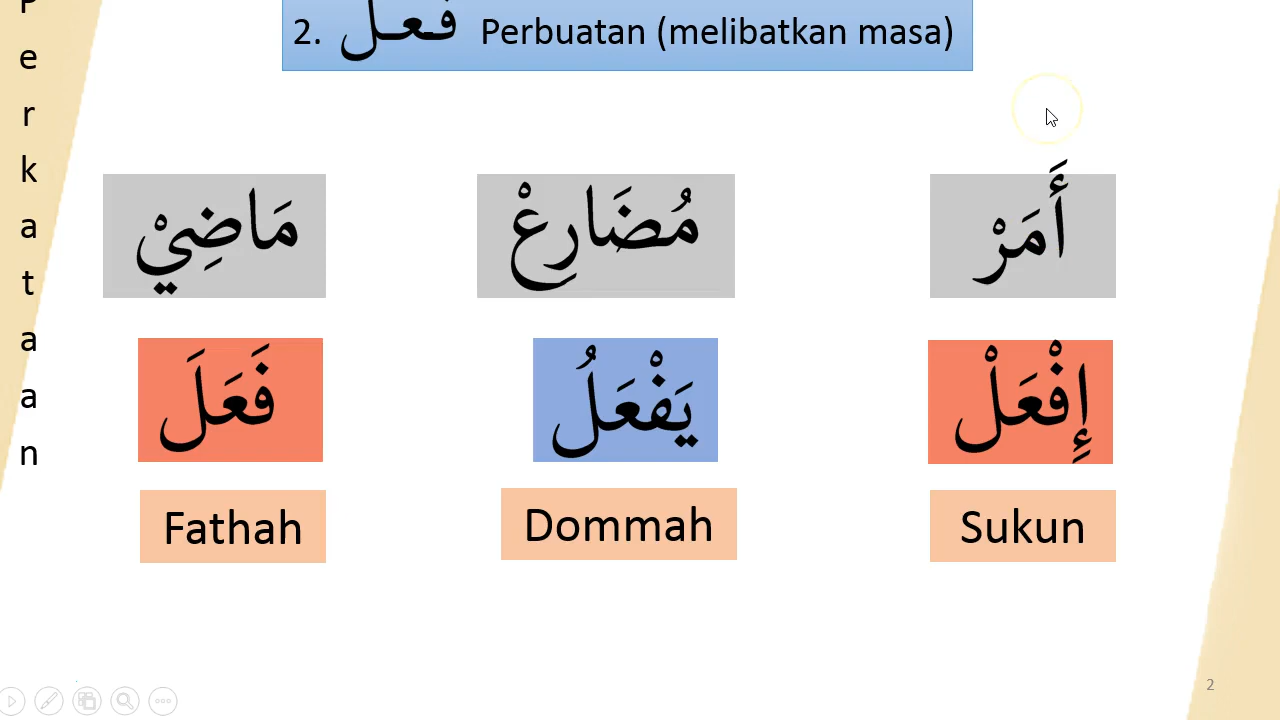 Perkataan
2. فعل Perbuatan (melibatkan masa)
مَاضِيْ
مُضَارِعْ
أَمَرْ
فَعَلَ
يَفْعَلُ
إِفْعَلْ
Fathah
Dommah
Sukun
2